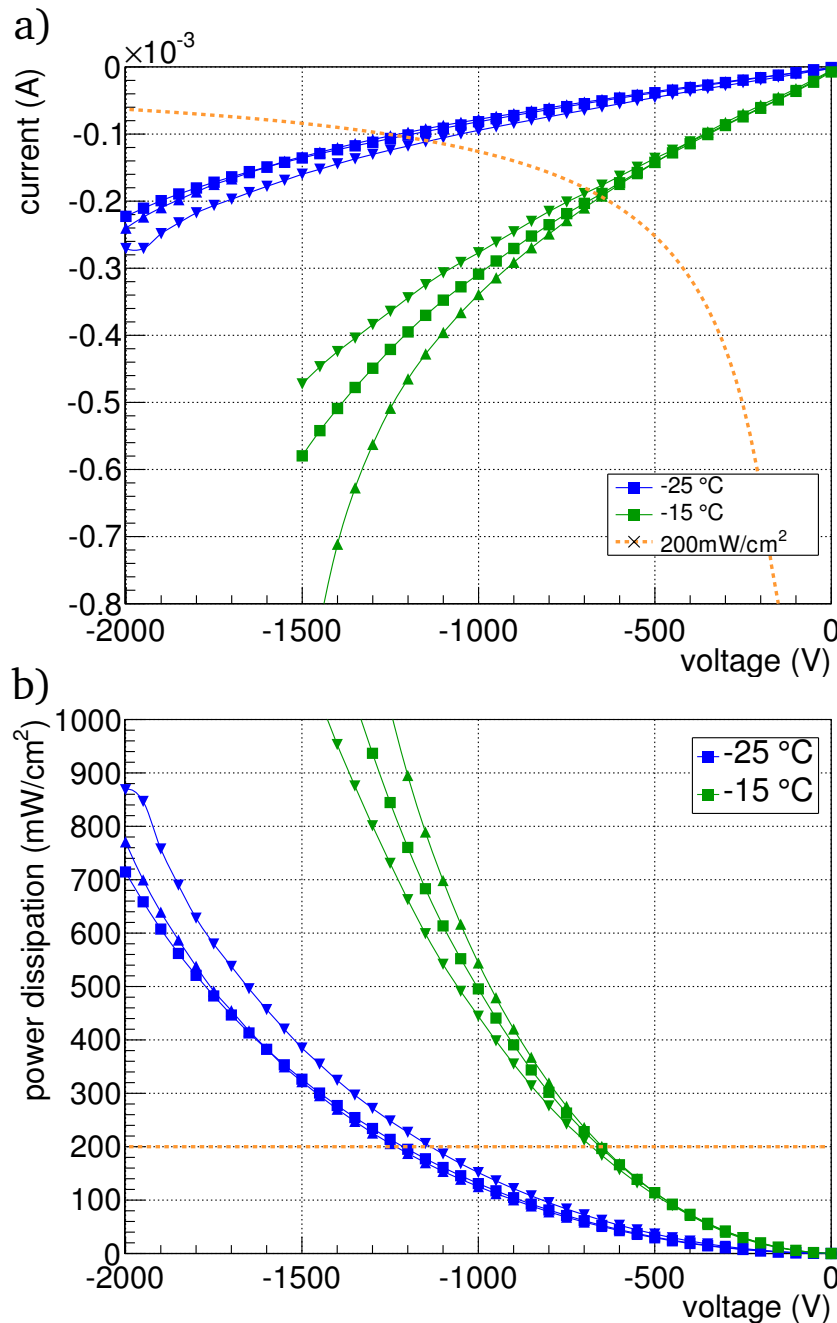 a)
×10⁻³
0
-0.1
-0.2
-0.3
-0.4
-0.5
-0.6
-0.7
-0.8
current (A)
-25 °C
-15 °C
200mW/cm²
-2000 -1500 -1000 -500 0
voltage (V)
b)
1000
900
800
700
600
500
400
300
200
100
0
power dissipation (mW/cm²)
-25 °C
-15 °C
-2000 -1500 -1000 -500 0
voltage (V)